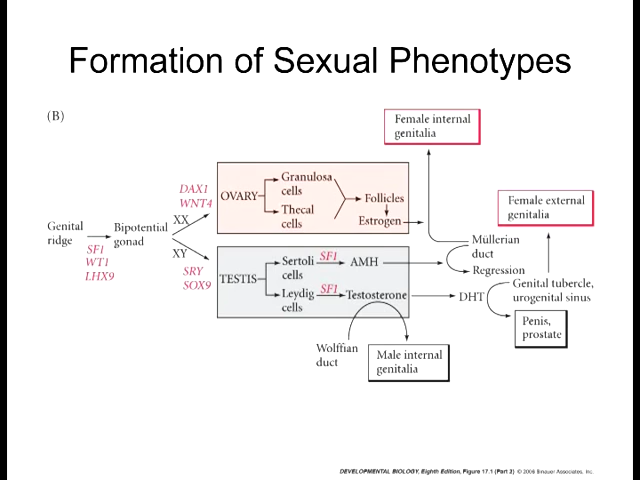 Formation of Sexual Phenotypes
(B)
Female internal
genitalia
DAX1
WNT4
OVARY
Granulosa
cells
Thecal
cells
Follicles
Estrogen
Female external
genitalia
Genital
ridge
SF1
WT1
LHX9
Bipotential
gonad
XX
XY
SRY
SOX9
TESTIS
Sertoli
cells
SF1
AMH
Leydig
cells
SF1
Testosterone
Müllerian
duct
Regression
DHT
Genital tubercle,
urogenital sinus
Penis,
prostate
Wolffian
duct
Male internal
genitalia
DEVELOPMENTAL BIOLOGY, Eighth Edition, Figure 17.1 (Part 2) © 2006 Sinauer Associates, Inc.